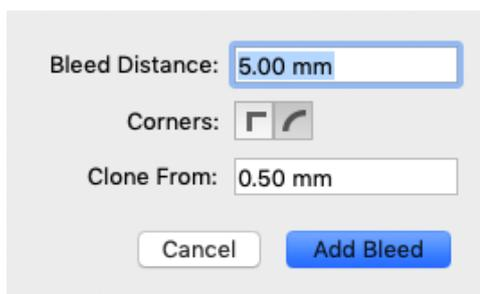 Bleed Distance: 5.00 mm
Corners:
Clone From: 0.50 mm
Cancel Add Bleed